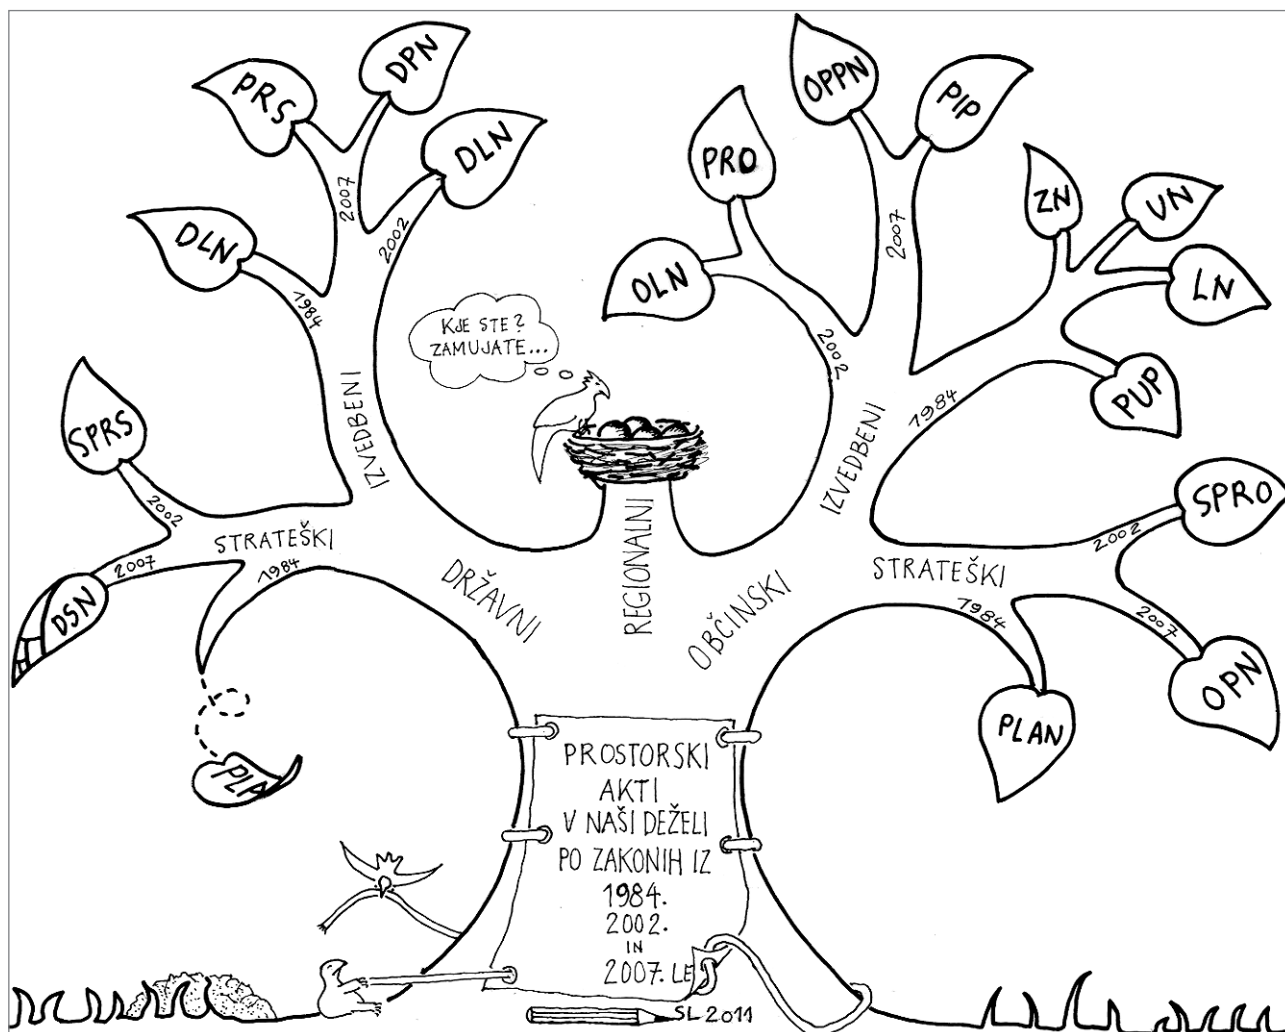 DPN
PRS
DLN
2007
2002
DLN
1984
IZVEDBENI
SPRS
2002
STRATEŠKI
2007
1984
DSN
DRŽAVNI
PLA
KJE STE?
ZAMUJATE...
REGIONALNI
OPPN
PIP
PRO
2007
OLN
2002
ZN
UN
LN
PUP
1984
IZVEDBENI
OBČINSKI
STRATEŠKI
SPRO
2002
1984
2007
PLAN
OPN
PROSTORSKI
AKTI
V NAŠI DEŽELI
PO ZAKONIH IZ
1984.
2002.
IN
2007. LE
SL 2011